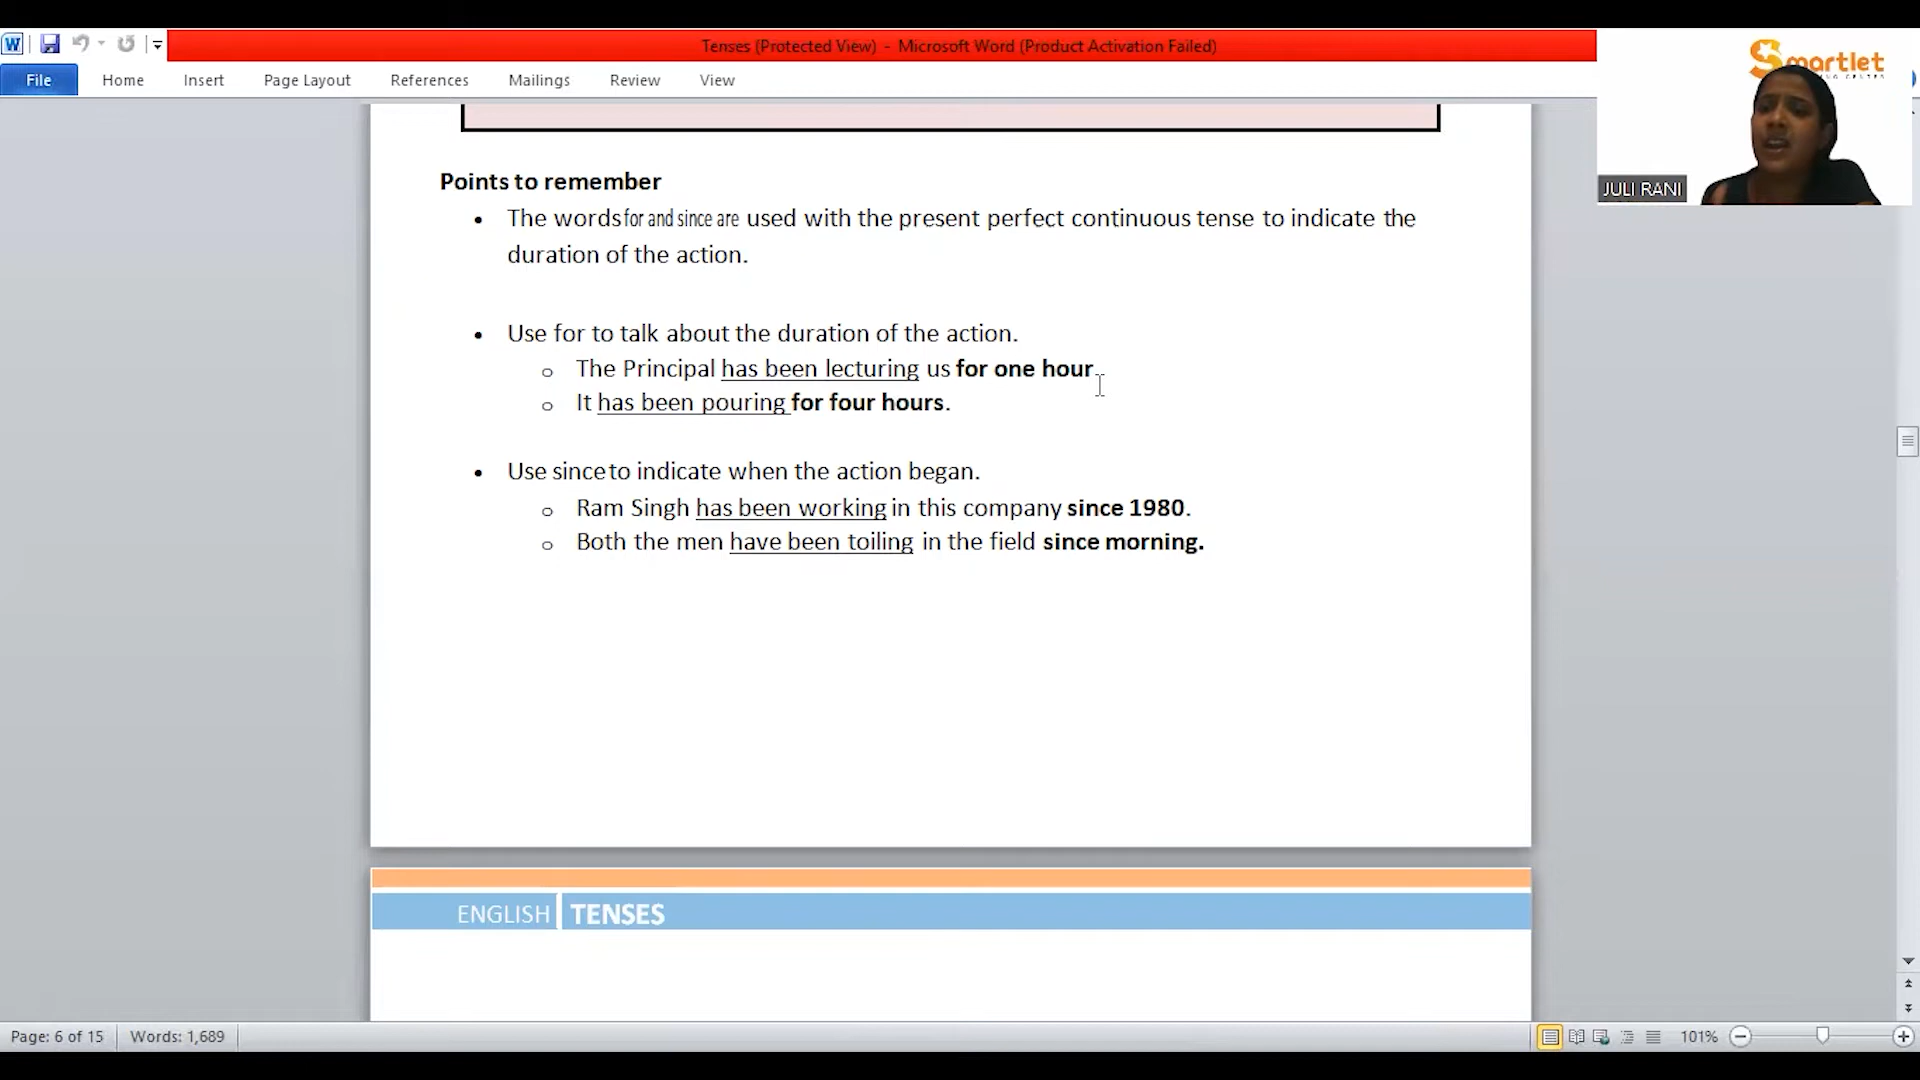 Tenses (Protected View) - Microsoft Word (Product Activation Failed)
File Home Insert Page Layout References Mailings Review View
Smartlet
JULI RANI
Points to remember
• The words for and since are used with the present perfect continuous tense to indicate the
duration of the action.
• Use for to talk about the duration of the action.
o The Principal has been lecturing us for one hour.
o It has been pouring for four hours.
• Use since to indicate when the action began.
o Ram Singh has been working in this company since 1980.
o Both the men have been toiling in the field since morning.
ENGLISH TENSES
Page: 6 of 15 Words: 1,689 101%